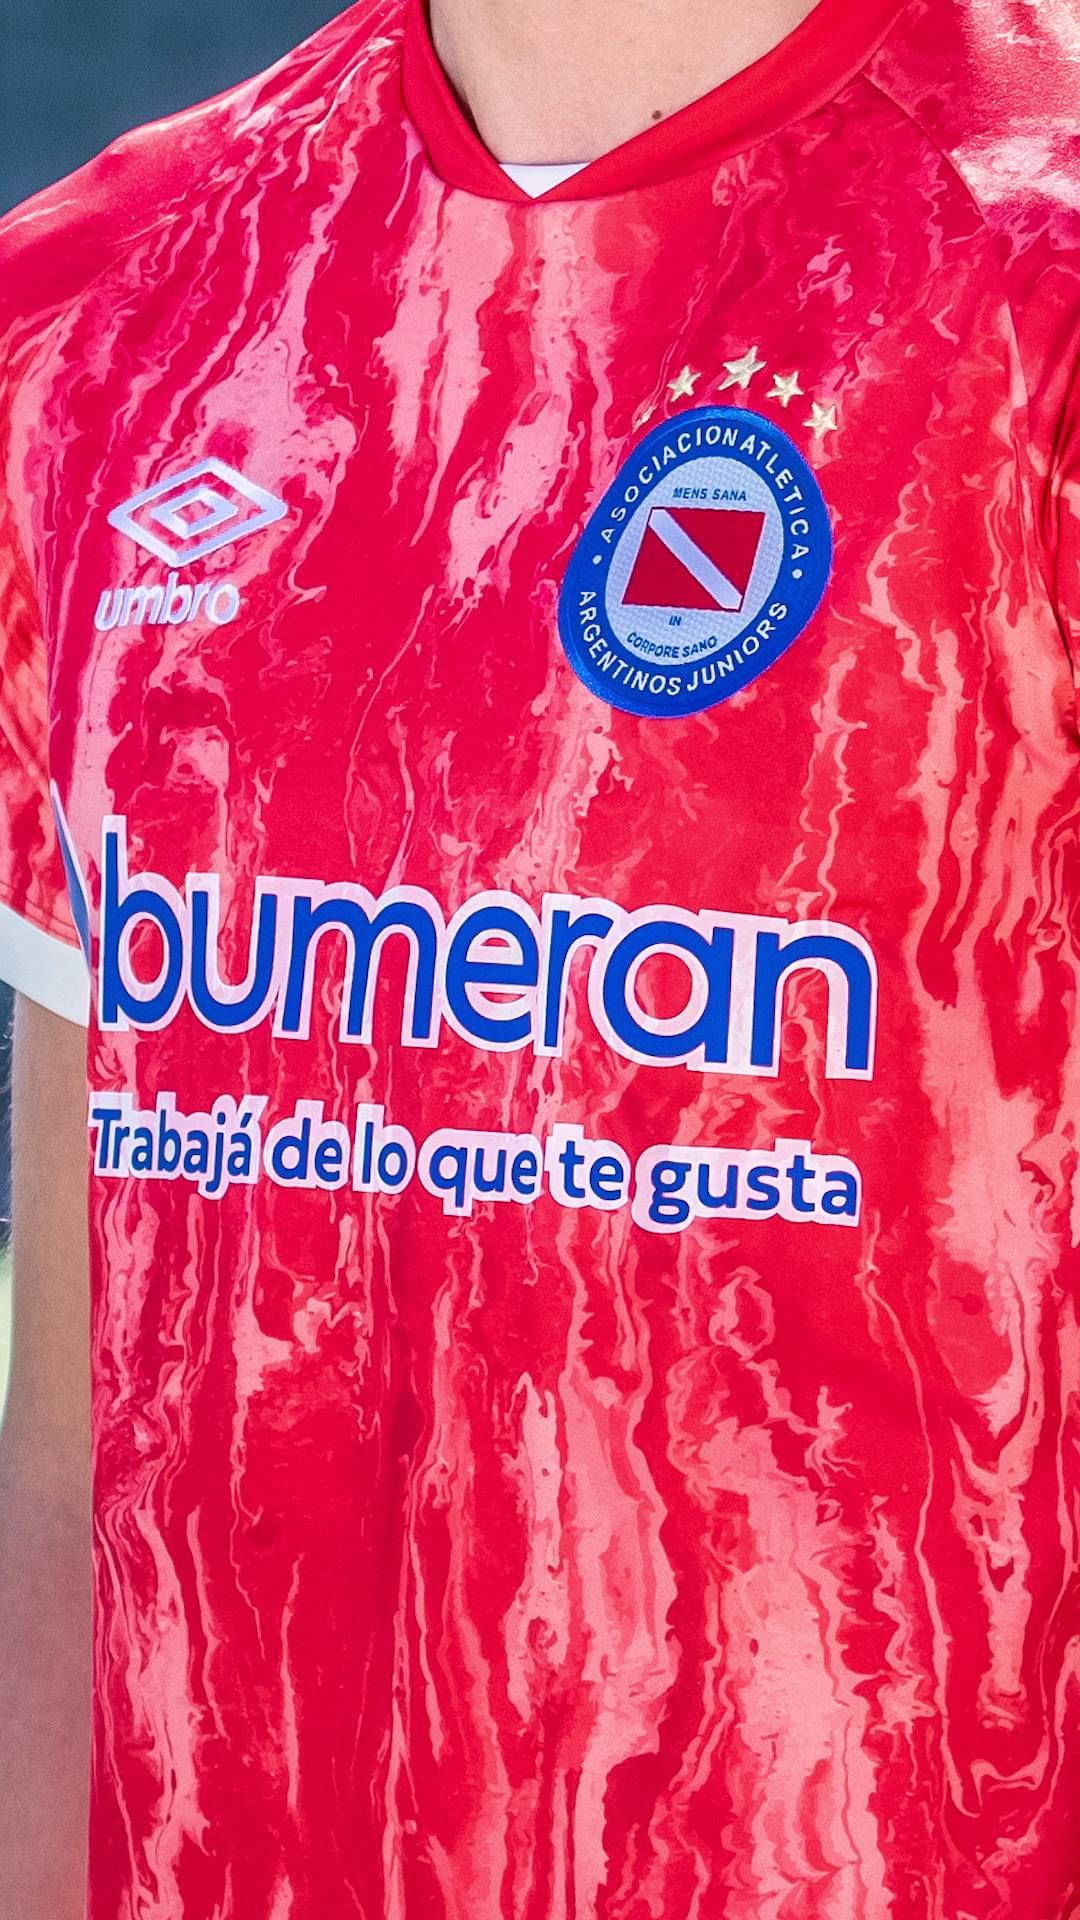 umbro
ASOCIACION ATLETICA
MENS SANA
IN
CORPORE SANO
ARGENTINOS JUNIORS
bumeran
Trabajá de lo que te gusta